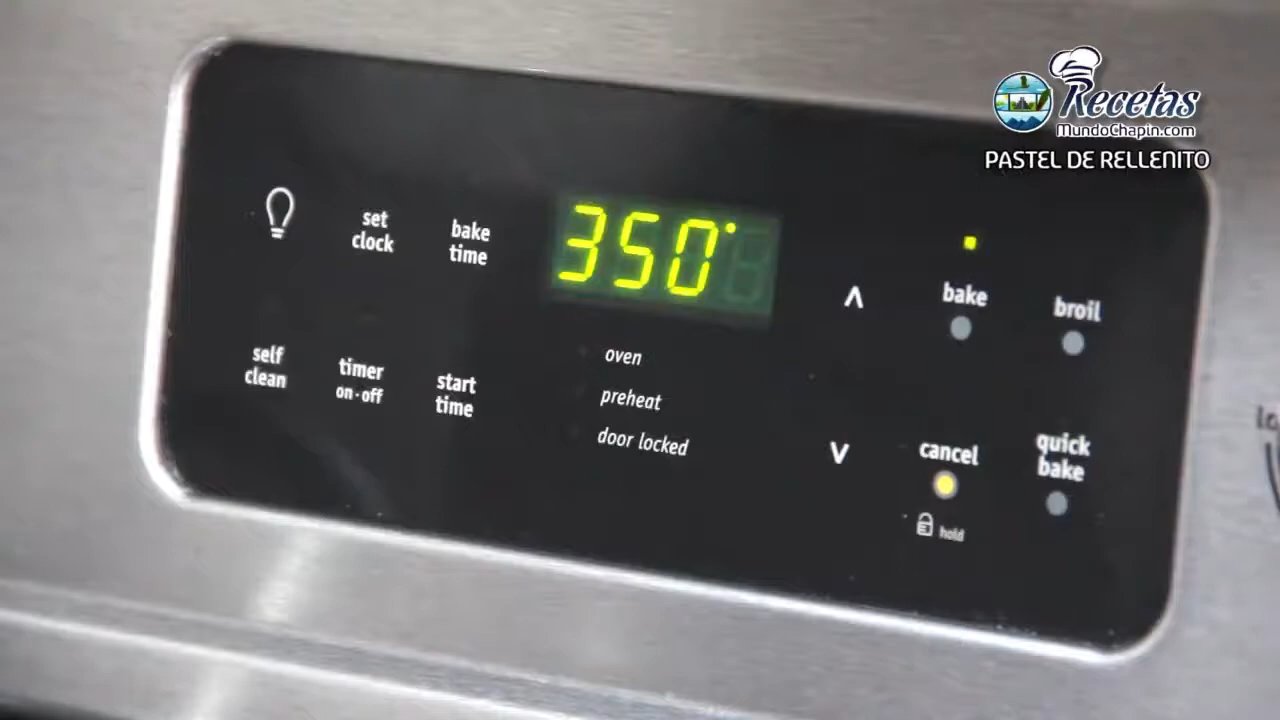 Recetas
MundoChapin.com
PASTEL DE RELLENITO
set
clock
bake
time
350°
bake
broil
self
clean
timer
on·off
start
time
oven
preheat
door locked
cancel
quick
bake
hold
lo